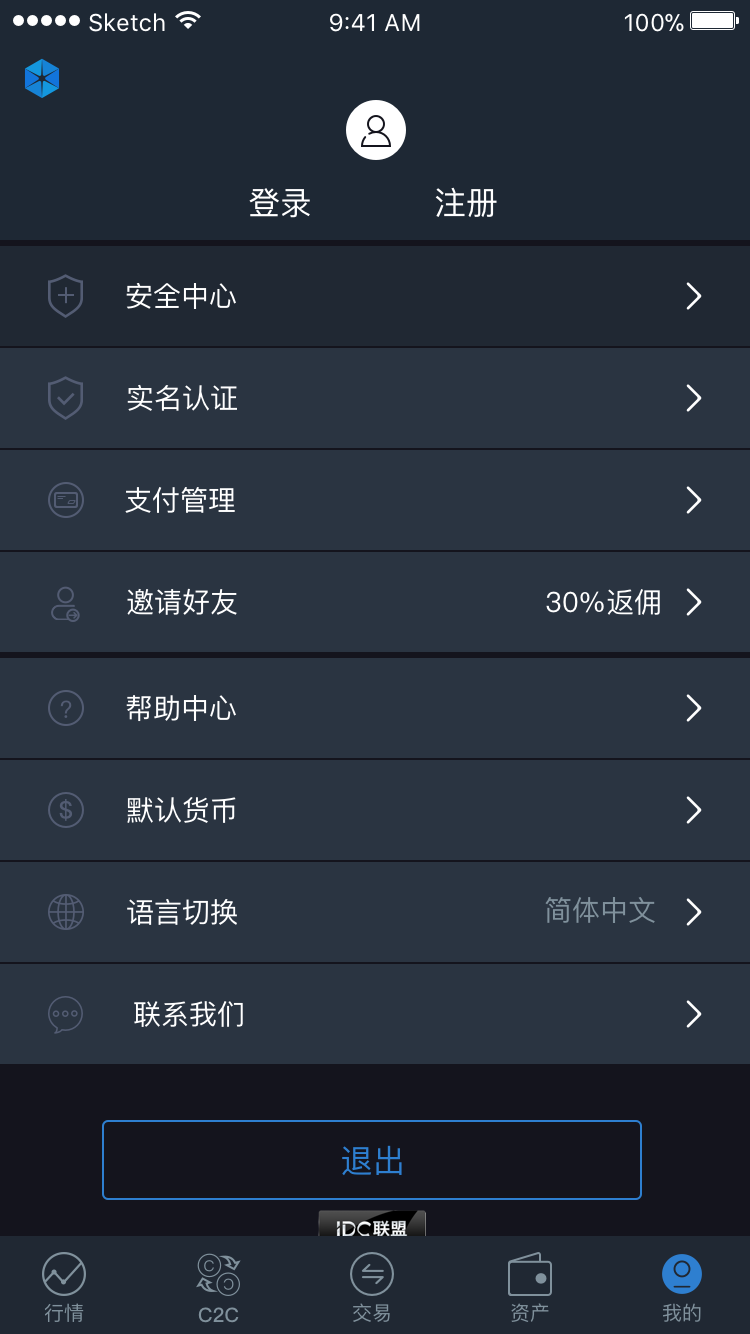 Sketch 9:41 AM 100%
登录 注册
安全中心
实名认证
支付管理
邀请好友 30%返佣
帮助中心
默认货币
语言切换 简体中文
联系我们
退出
IDC联盟
行情 C2C 交易 资产 我的